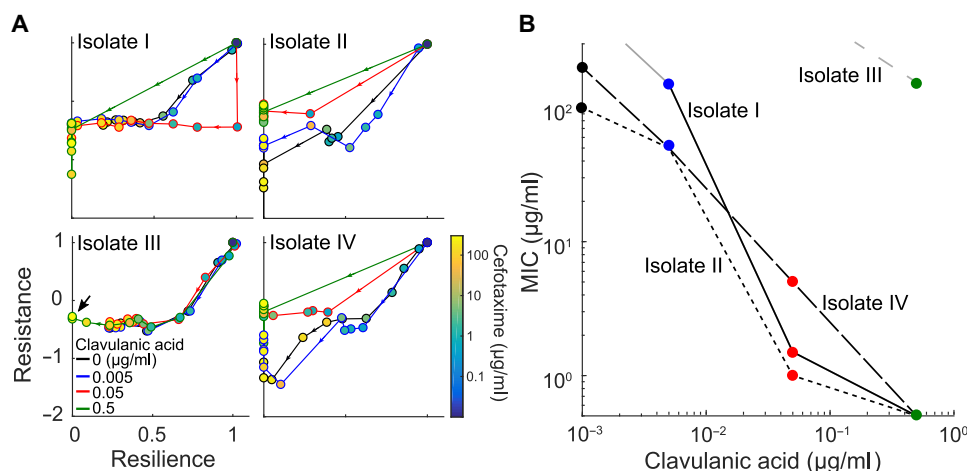 A
B
Isolate I
Isolate II
Isolate III
Isolate IV
1
0
−1
−2
0
0.5
1
Resistance
Resilience
Clavulanic acid
0 (μg/ml)
0.005
0.05
0.5
100
10
1
0.1
Cefotaxime (μg/ml)
Isolate III
Isolate I
Isolate II
Isolate IV
10²
10¹
10⁰
MIC (μg/ml)
10⁻³
10⁻²
10⁻¹
10⁰
Clavulanic acid (μg/ml)